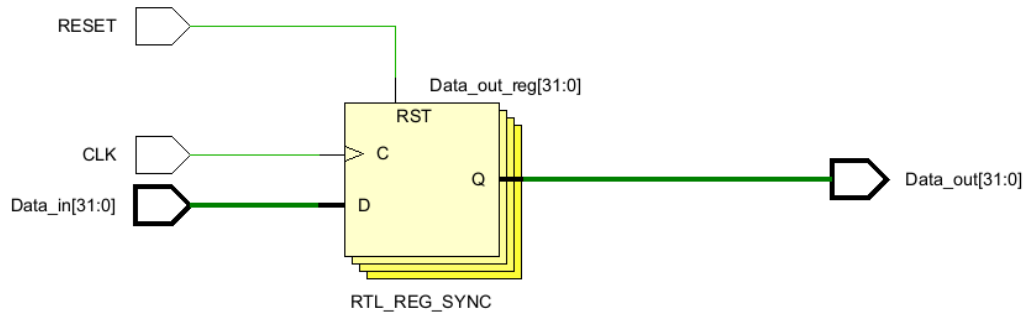 RESET
Data_out_reg[31:0]
RST
CLK
C
Q
Data_out[31:0]
Data_in[31:0]
D
RTL_REG_SYNC